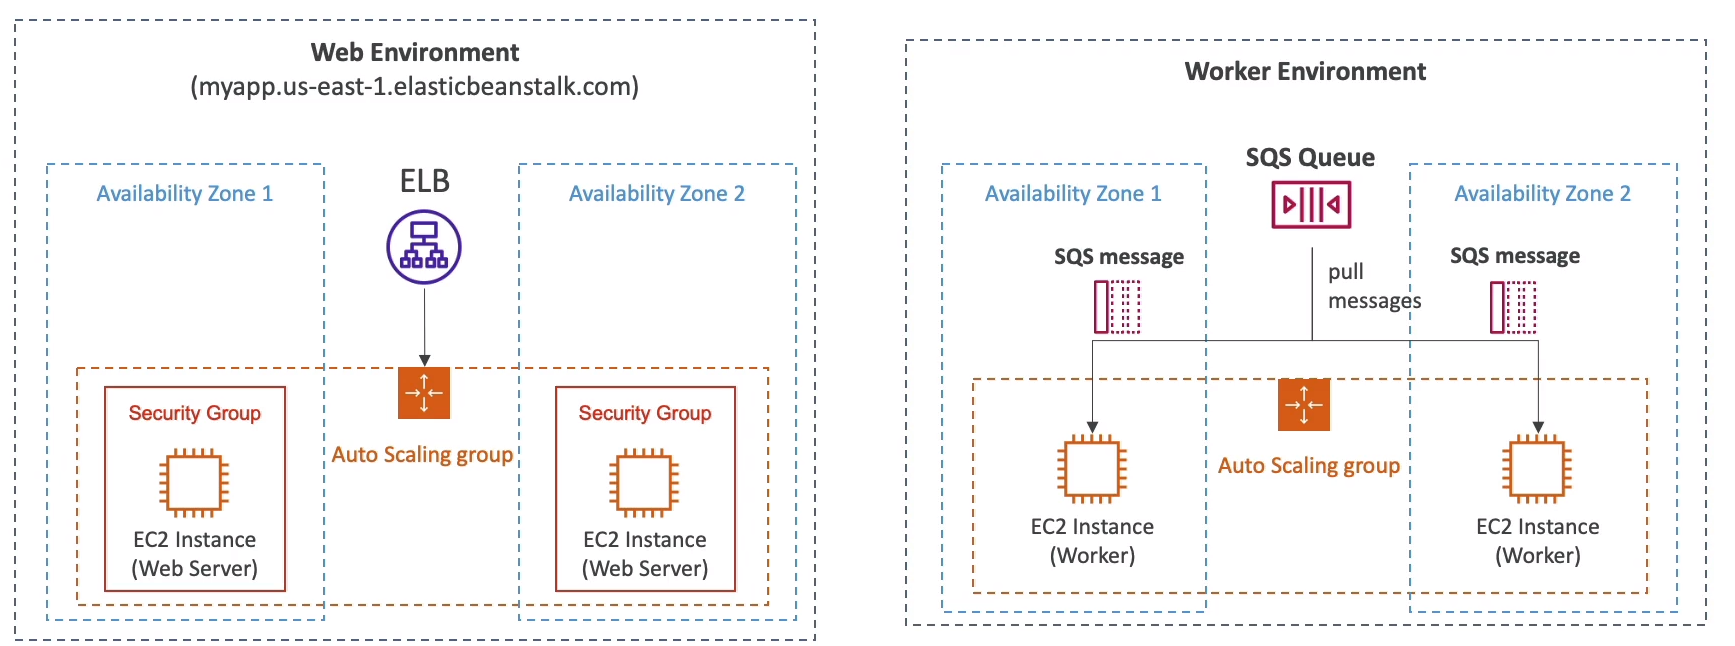 Web Environment
(myapp.us-east-1.elasticbeanstalk.com)
Availability Zone 1
ELB
Availability Zone 2
Security Group
EC2 Instance
(Web Server)
Auto Scaling group
Security Group
EC2 Instance
(Web Server)
Worker Environment
Availability Zone 1
SQS Queue
Availability Zone 2
SQS message
pull
messages
SQS message
Auto Scaling group
EC2 Instance
(Worker)
EC2 Instance
(Worker)